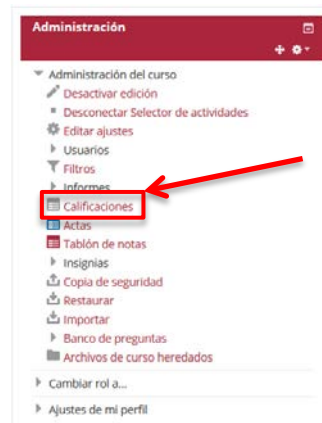 Administración
Administración del curso
Desactivar edición
Desconectar Selector de actividades
Editar ajustes
Usuarios
Filtros
Informes
Calificaciones
Actas
Tablón de notas
Insignias
Copia de seguridad
Restaurar
Importar
Banco de preguntas
Archivos de curso heredados
Cambiar rol a...
Ajustes de mi perfil